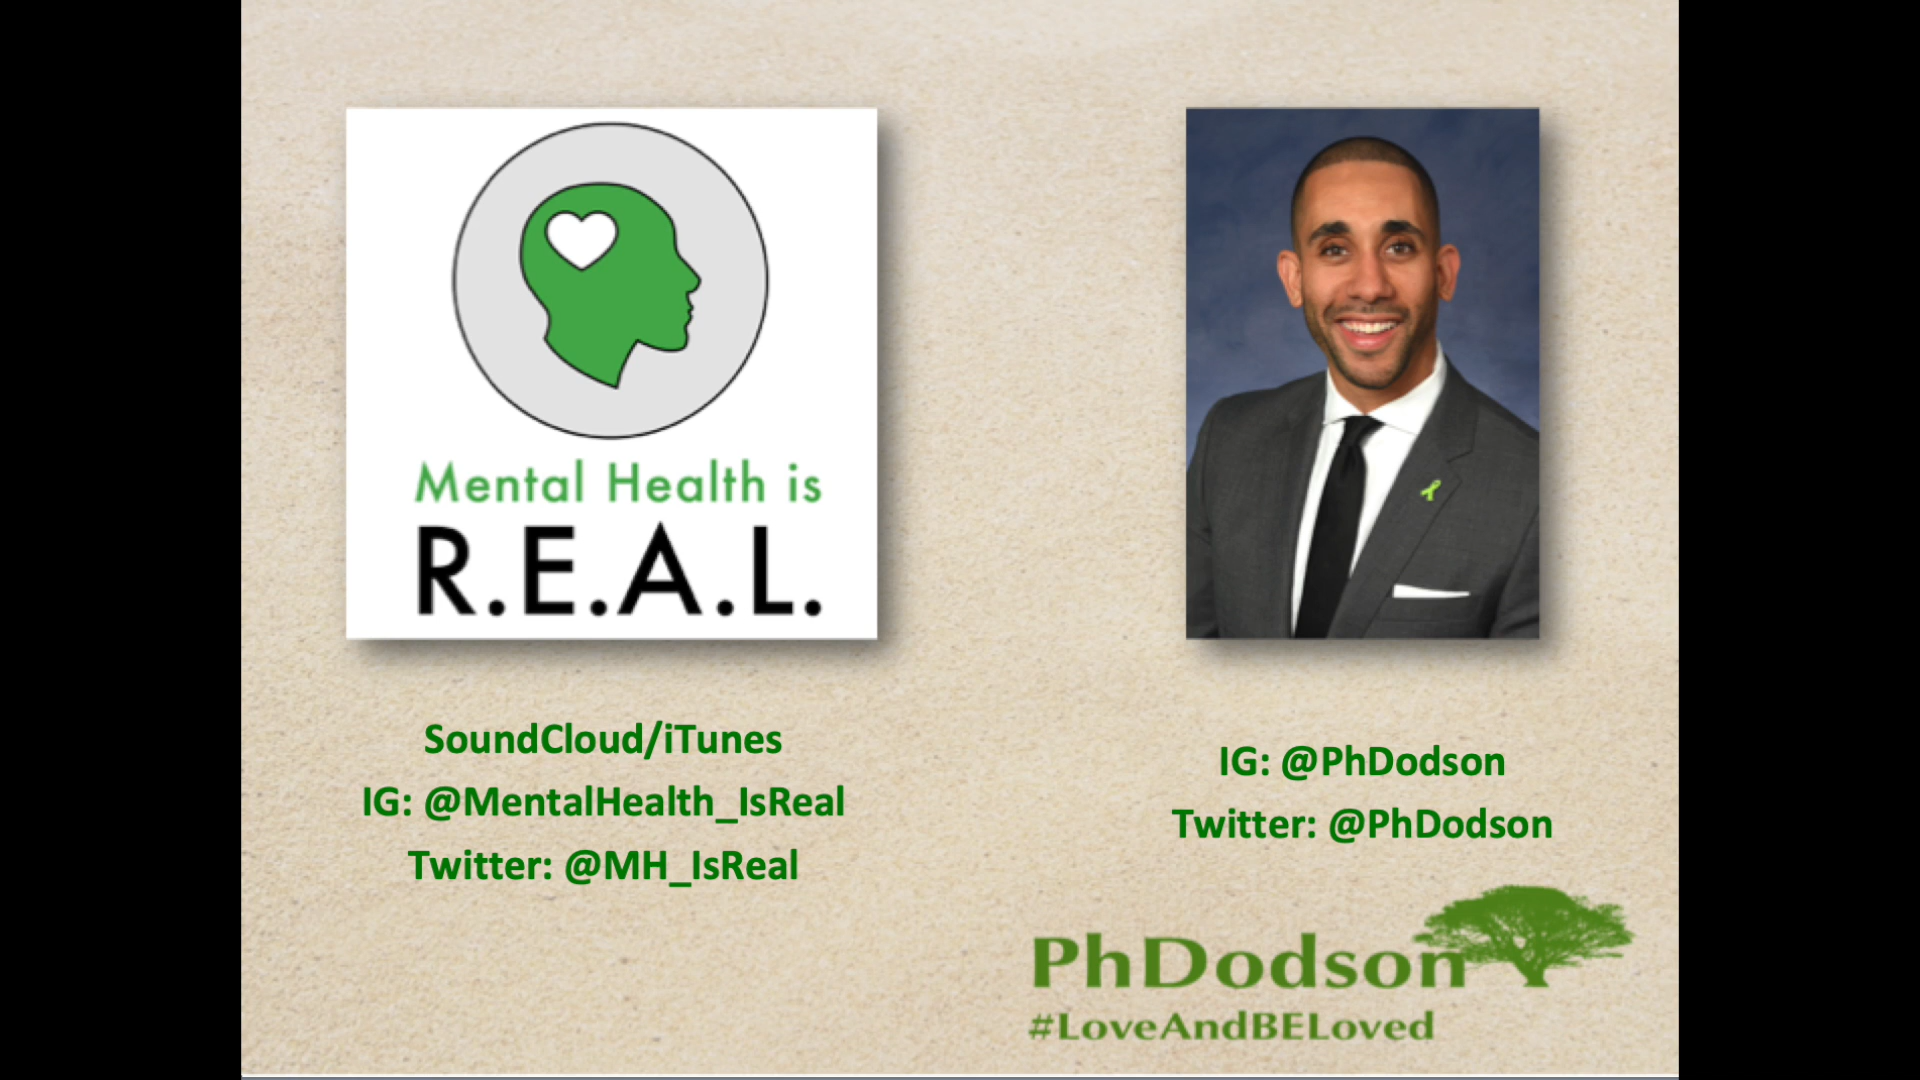 Mental Health is
R.E.A.L.
SoundCloud/iTunes
IG: @MentalHealth_IsReal
Twitter: @MH_IsReal
IG: @PhDodson
Twitter: @PhDodson
PhDodson
#LoveAndBELoved